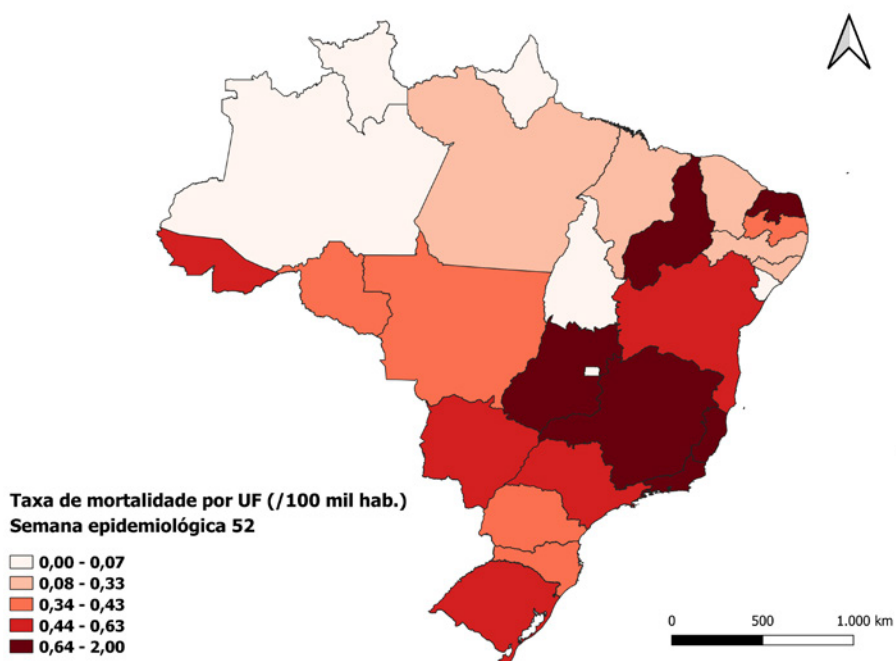 Taxa de mortalidade por UF (/100 mil hab.)
Semana epidemiológica 52
0,00 - 0,07
0,08 - 0,33
0,34 - 0,43
0,44 - 0,63
0,64 - 2,00
0 500 1.000 km